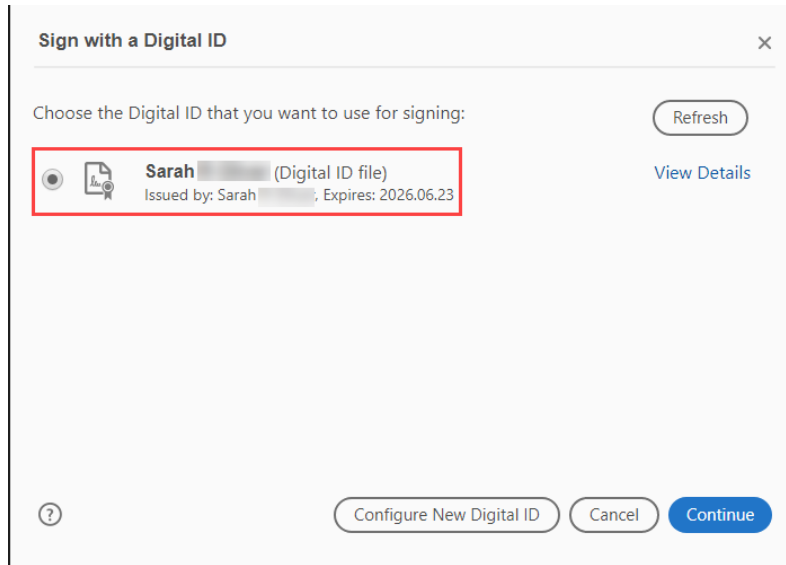 Sign with a Digital ID
Choose the Digital ID that you want to use for signing:
Refresh
Sarah (Digital ID file)
View Details
Issued by: Sarah , Expires: 2026.06.23
Configure New Digital ID
Cancel
Continue